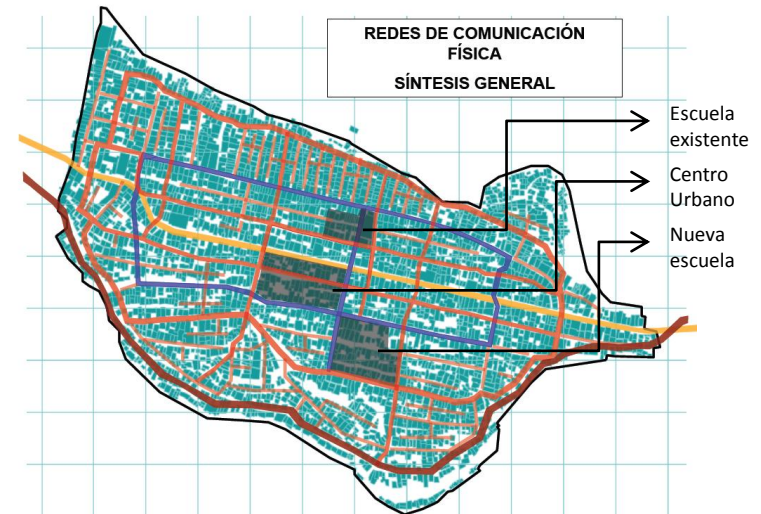 REDES DE COMUNICACIÓN
FÍSICA
SÍNTESIS GENERAL
Escuela
existente
Centro
Urbano
Nueva
escuela